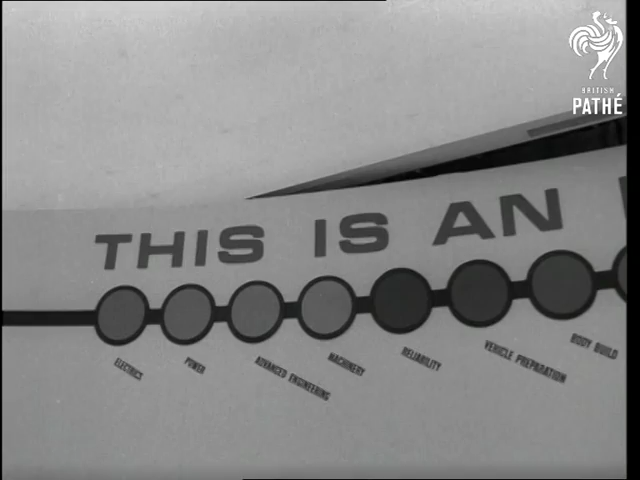 BRITISH
PATHÉ
THIS IS AN
ELECTRICS
POWER
ADVANCED ENGINEERING
MACHINERY
RELIABILITY
VEHICLE PREPARATION
BODY BUILD